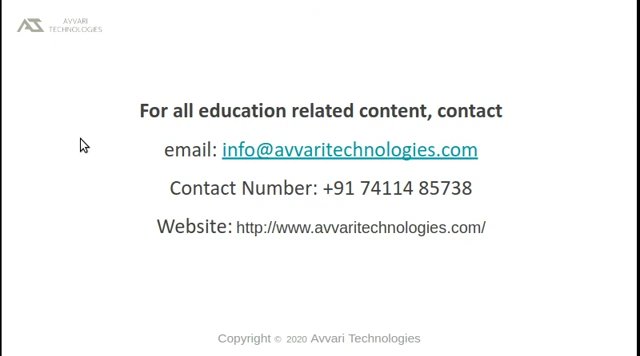 AVVARI
TECHNOLOGIES
For all education related content, contact
email: info@avvaritechnologies.com
Contact Number: +91 74114 85738
Website: http://www.avvaritechnologies.com/
Copyright © 2020 Avvari Technologies